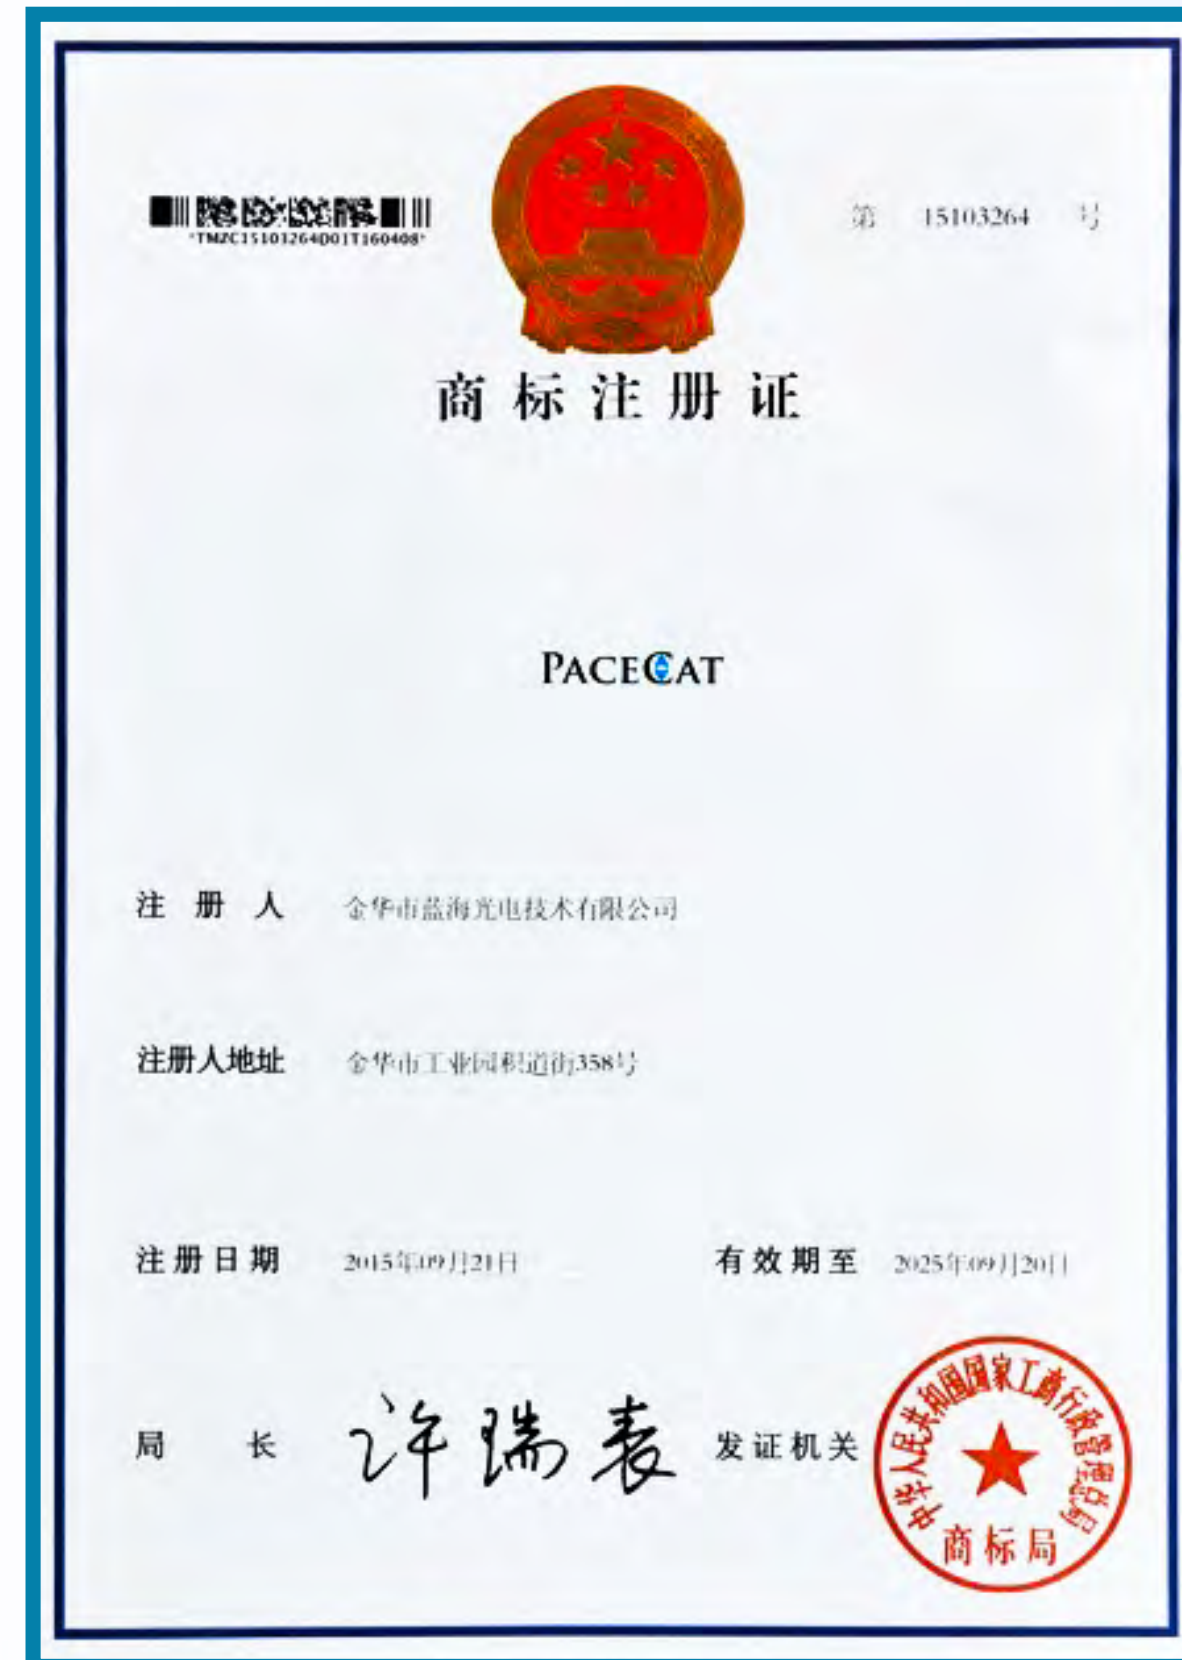 *TMZC15103264D01T160408*
第 15103264 号
商标注册证
PACECAT
注册人 金华市蓝海光电技术有限公司
注册人地址 金华市工业园积道街358号
注册日期 2015年09月21日 有效期至 2025年09月20日
局长 许瑞表 发证机关
中华人民共和国国家工商行政管理总局
商标局